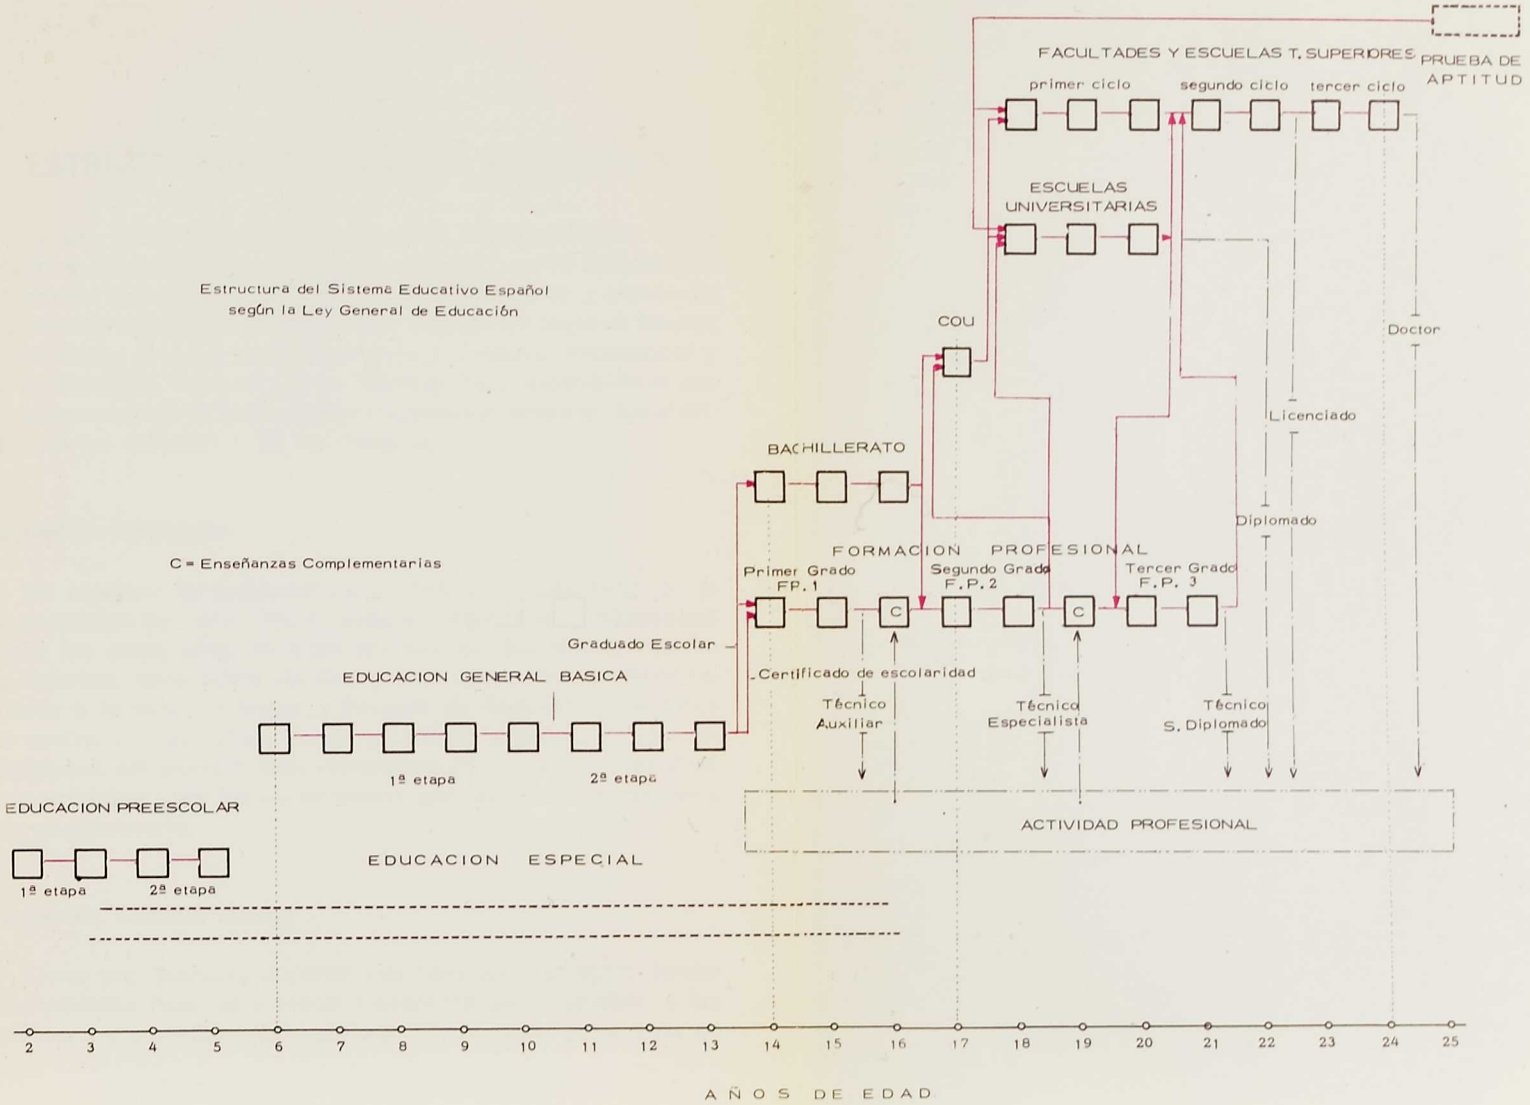 FACULTADES Y ESCUELAS T. SUPERIORES
PRUEBA DE
APTITUD
primer ciclo
segundo ciclo
tercer ciclo
ESCUELAS
UNIVERSITARIAS
Estructura del Sistema Educativo Español
según la Ley General de Educación
COU
Doctor
Licenciado
BACHILLERATO
Diplomado
C = Enseñanzas Complementarias
FORMACION PROFESIONAL
Primer Grado
FP. 1
Segundo Grado
F.P. 2
Tercer Grado
F.P. 3
C
C
Graduado Escolar
Certificado de escolaridad
EDUCACION GENERAL BASICA
Técnico
Auxiliar
Técnico
Especialista
Técnico
S. Diplomado
1ª etapa
2ª etapa
EDUCACION PREESCOLAR
ACTIVIDAD PROFESIONAL
1ª etapa
2ª etapa
EDUCACION ESPECIAL
2 3 4 5 6 7 8 9 10 11 12 13 14 15 16 17 18 19 20 21 22 23 24 25
AÑOS DE EDAD